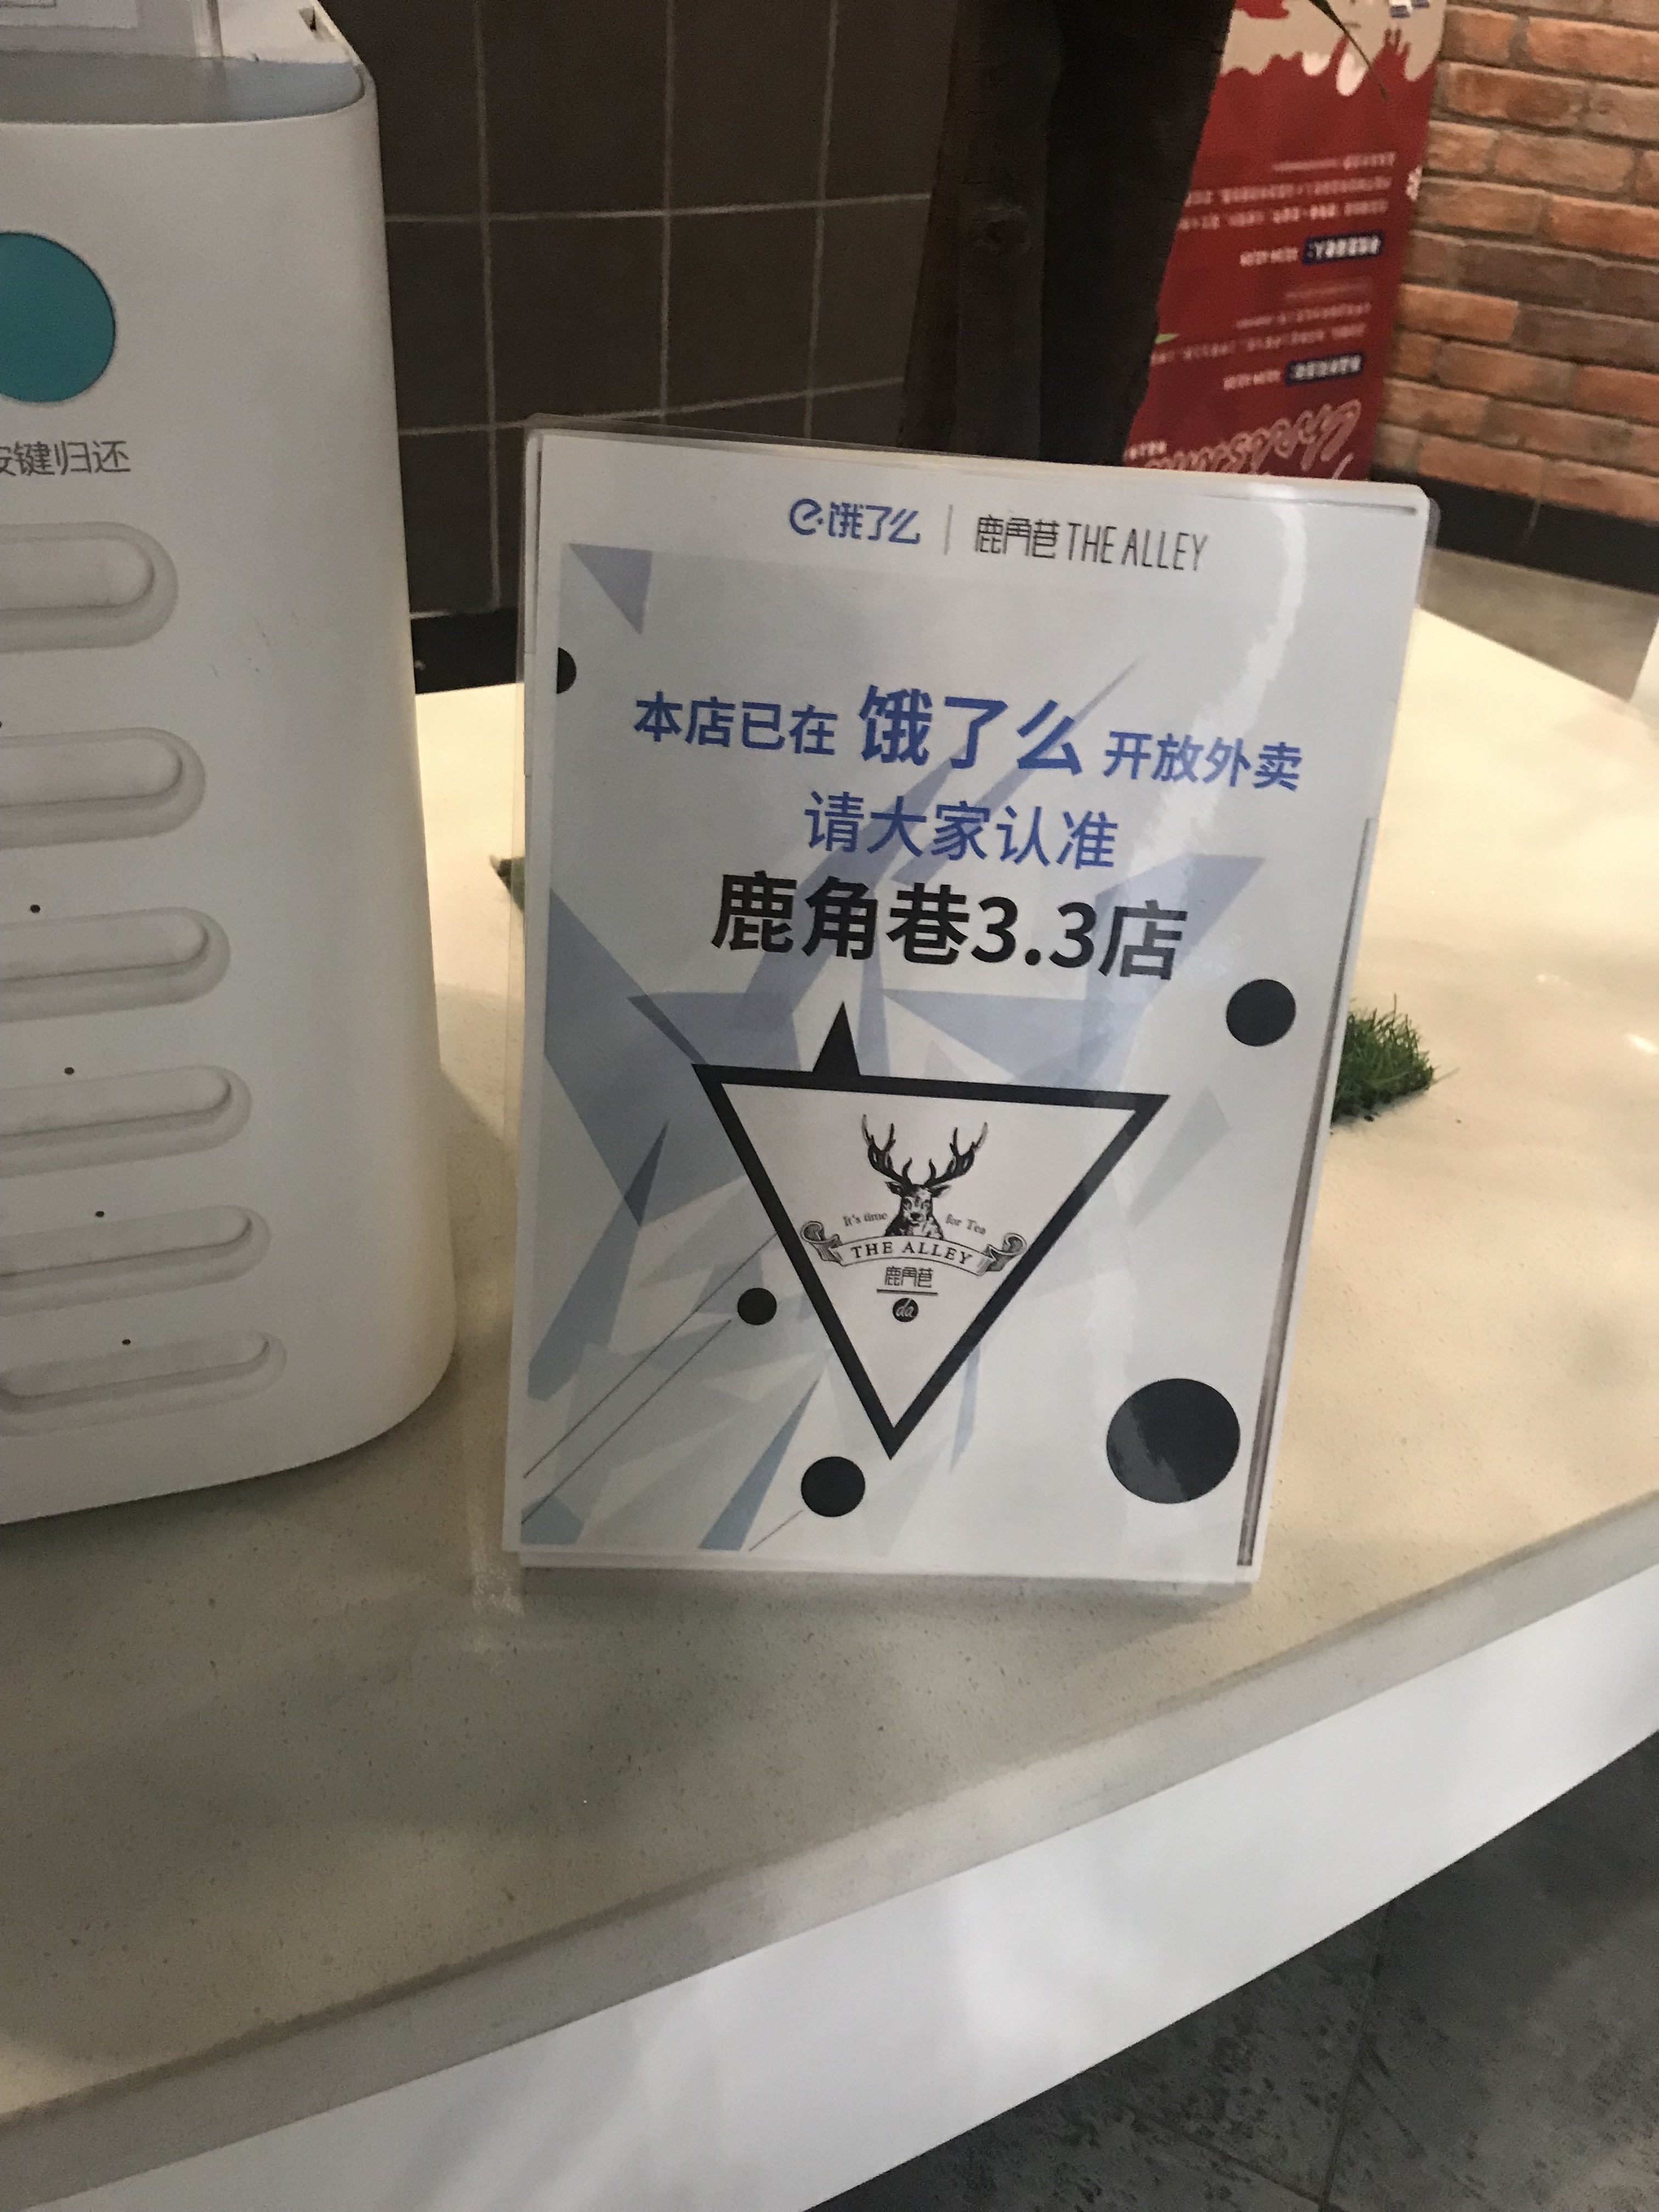 按键归还
饿了么 | 鹿角巷 THE ALLEY
本店已在 饿了么 开放外卖
请大家认准
鹿角巷3.3店
It's time for Tea
THE ALLEY
鹿角巷
da